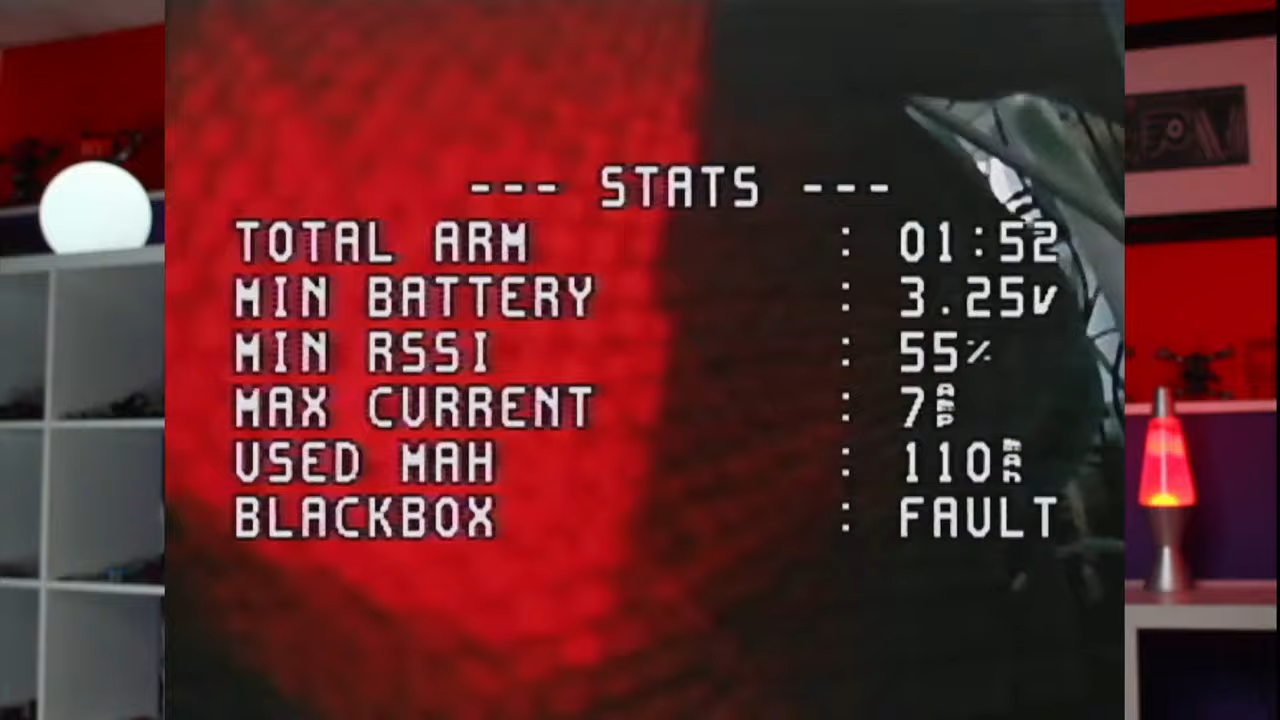 --- STATS ---
TOTAL ARM : 01:52
MIN BATTERY : 3.25V
MIN RSSI : 55%
MAX CURRENT : 7AMP
USED MAH : 110MAH
BLACKBOX : FAULT